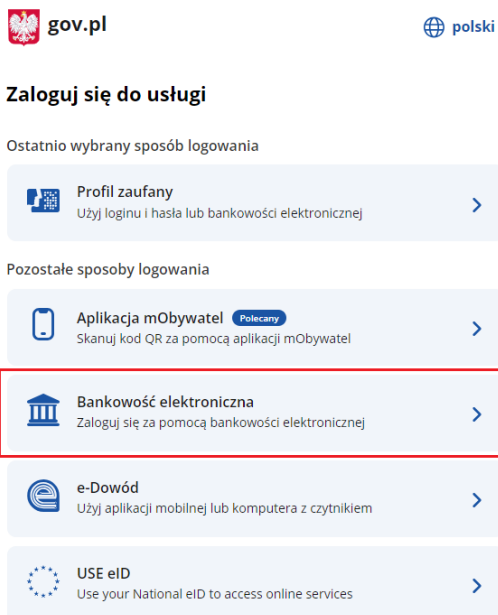 gov.pl
polski
Zaloguj się do usługi
Ostatnio wybrany sposób logowania
Profil zaufany
Użyj loginu i hasła lub bankowości elektronicznej
Pozostałe sposoby logowania
Aplikacja mObywatel Polecany
Skanuj kod QR za pomocą aplikacji mObywatel
Bankowość elektroniczna
Zaloguj się za pomocą bankowości elektronicznej
e-Dowód
Użyj aplikacji mobilnej lub komputera z czytnikiem
USE eID
Use your National eID to access online services